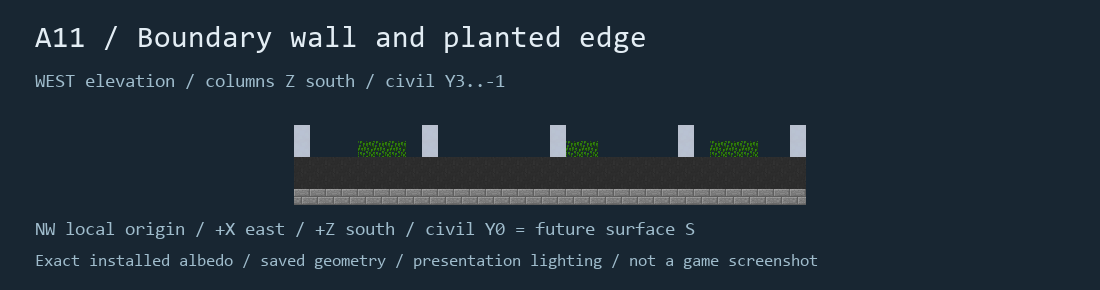 A11 / Boundary wall and planted edge
WEST elevation / columns Z south / civil Y3..-1
NW local origin / +X east / +Z south / civil Y0 = future surface S
Exact installed albedo / saved geometry / presentation lighting / not a game screenshot